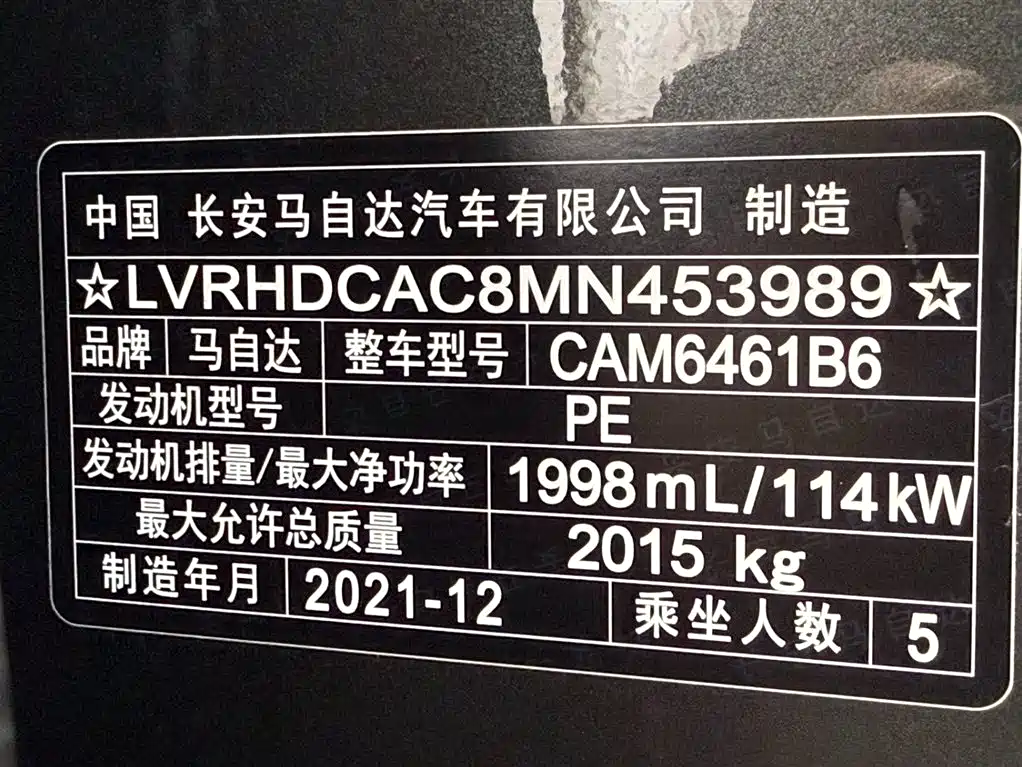 中国 长安马自达汽车有限公司 制造
☆LVRHDCAC8MN453989☆
品牌 马自达 整车型号 CAM6461B6
发动机型号 PE
发动机排量/最大净功率 1998mL/114kW
最大允许总质量 2015 kg
制造年月 2021-12 乘坐人数 5